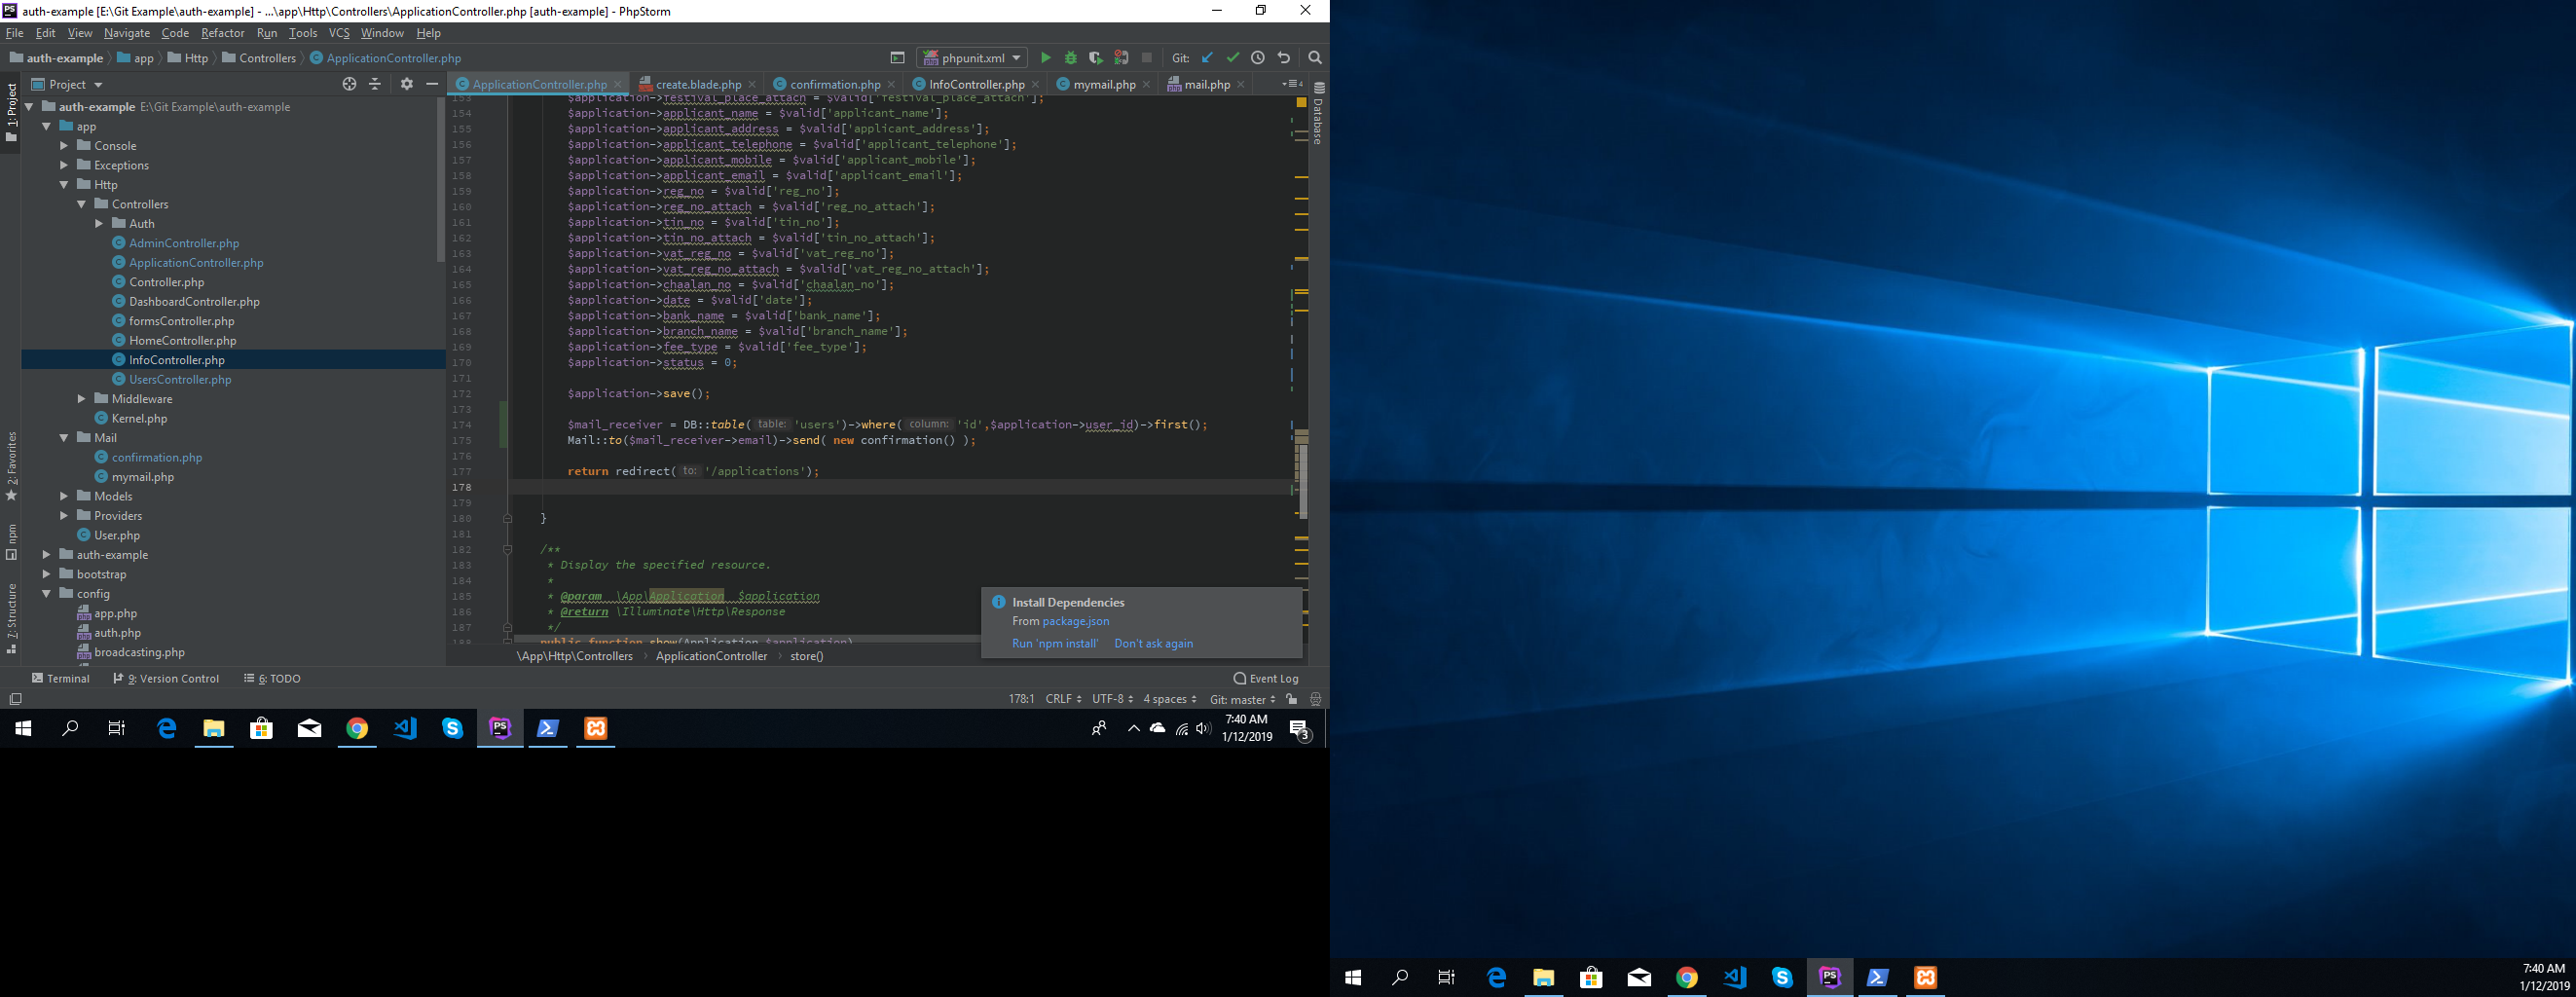 auth-example [E:\Git Example\auth-example] - ...\app\Http\Controllers\ApplicationController.php [auth-example] - PhpStorm
File Edit View Navigate Code Refactor Run Tools VCS Window Help
auth-example app Http Controllers ApplicationController.php phpunit.xml Git:
Project
ApplicationController.php create.blade.php confirmation.php InfoController.php mymail.php mail.php
1: Project
2: Favorites
npm
7: Structure
Database
auth-example E:\Git Example\auth-example
app
Console
Exceptions
Http
Controllers
Auth
AdminController.php
ApplicationController.php
Controller.php
DashboardController.php
formsController.php
HomeController.php
InfoController.php
UsersController.php
Middleware
Kernel.php
Mail
confirmation.php
mymail.php
Models
Providers
User.php
auth-example
bootstrap
config
app.php
auth.php
broadcasting.php
153 $application->festival_place_attach = $valid['festival_place_attach'];
154 $application->applicant_name = $valid['applicant_name'];
155 $application->applicant_address = $valid['applicant_address'];
156 $application->applicant_telephone = $valid['applicant_telephone'];
157 $application->applicant_mobile = $valid['applicant_mobile'];
158 $application->applicant_email = $valid['applicant_email'];
159 $application->reg_no = $valid['reg_no'];
160 $application->reg_no_attach = $valid['reg_no_attach'];
161 $application->tin_no = $valid['tin_no'];
162 $application->tin_no_attach = $valid['tin_no_attach'];
163 $application->vat_reg_no = $valid['vat_reg_no'];
164 $application->vat_reg_no_attach = $valid['vat_reg_no_attach'];
165 $application->chaalan_no = $valid['chaalan_no'];
166 $application->date = $valid['date'];
167 $application->bank_name = $valid['bank_name'];
168 $application->branch_name = $valid['branch_name'];
169 $application->fee_type = $valid['fee_type'];
170 $application->status = 0;
171
172 $application->save();
173
174 $mail_receiver = DB::table( table: 'users')->where( column: 'id',$application->user_id)->first();
175 Mail::to($mail_receiver->email)->send( new confirmation() );
176
177 return redirect( to: '/applications');
178
179
180 }
181
182 /**
183 * Display the specified resource.
184 *
185 * @param \App\Application $application
186 * @return \Illuminate\Http\Response
187 */
188 public function show(Application $application)
Install Dependencies
From package.json
Run 'npm install' Don't ask again
\App\Http\Controllers ApplicationController store()
Terminal 9: Version Control 6: TODO Event Log
178:1 CRLF UTF-8 4 spaces Git: master
PS
7:40 AM
1/12/2019
3
PS
7:40 AM
1/12/2019